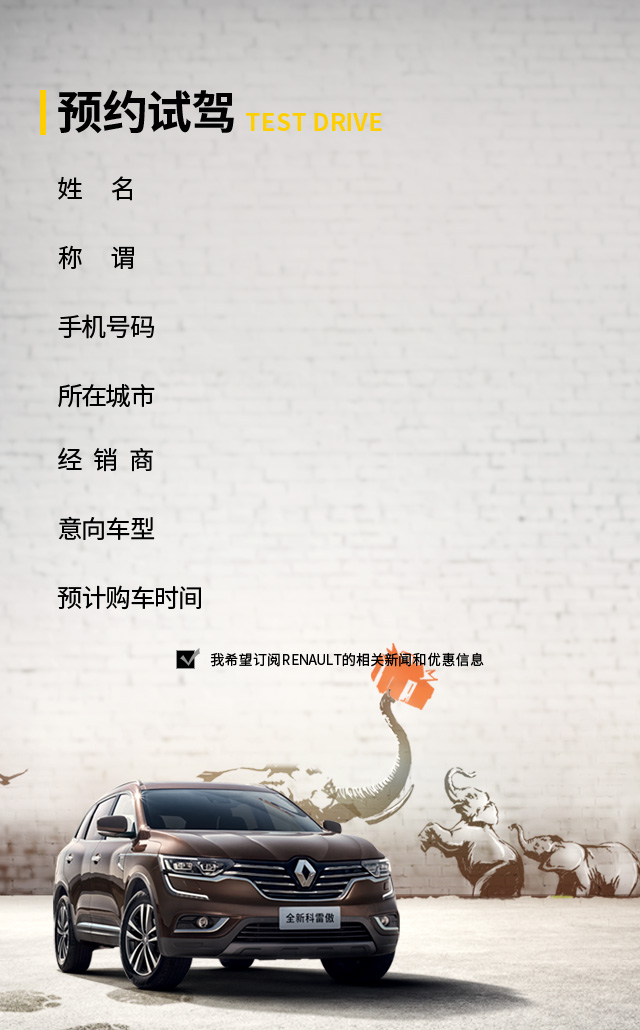 预约试驾 TEST DRIVE
姓 名
称 谓
手机号码
所在城市
经 销 商
意向车型
预计购车时间
我希望订阅RENAULT的相关新闻和优惠信息
全新科雷傲